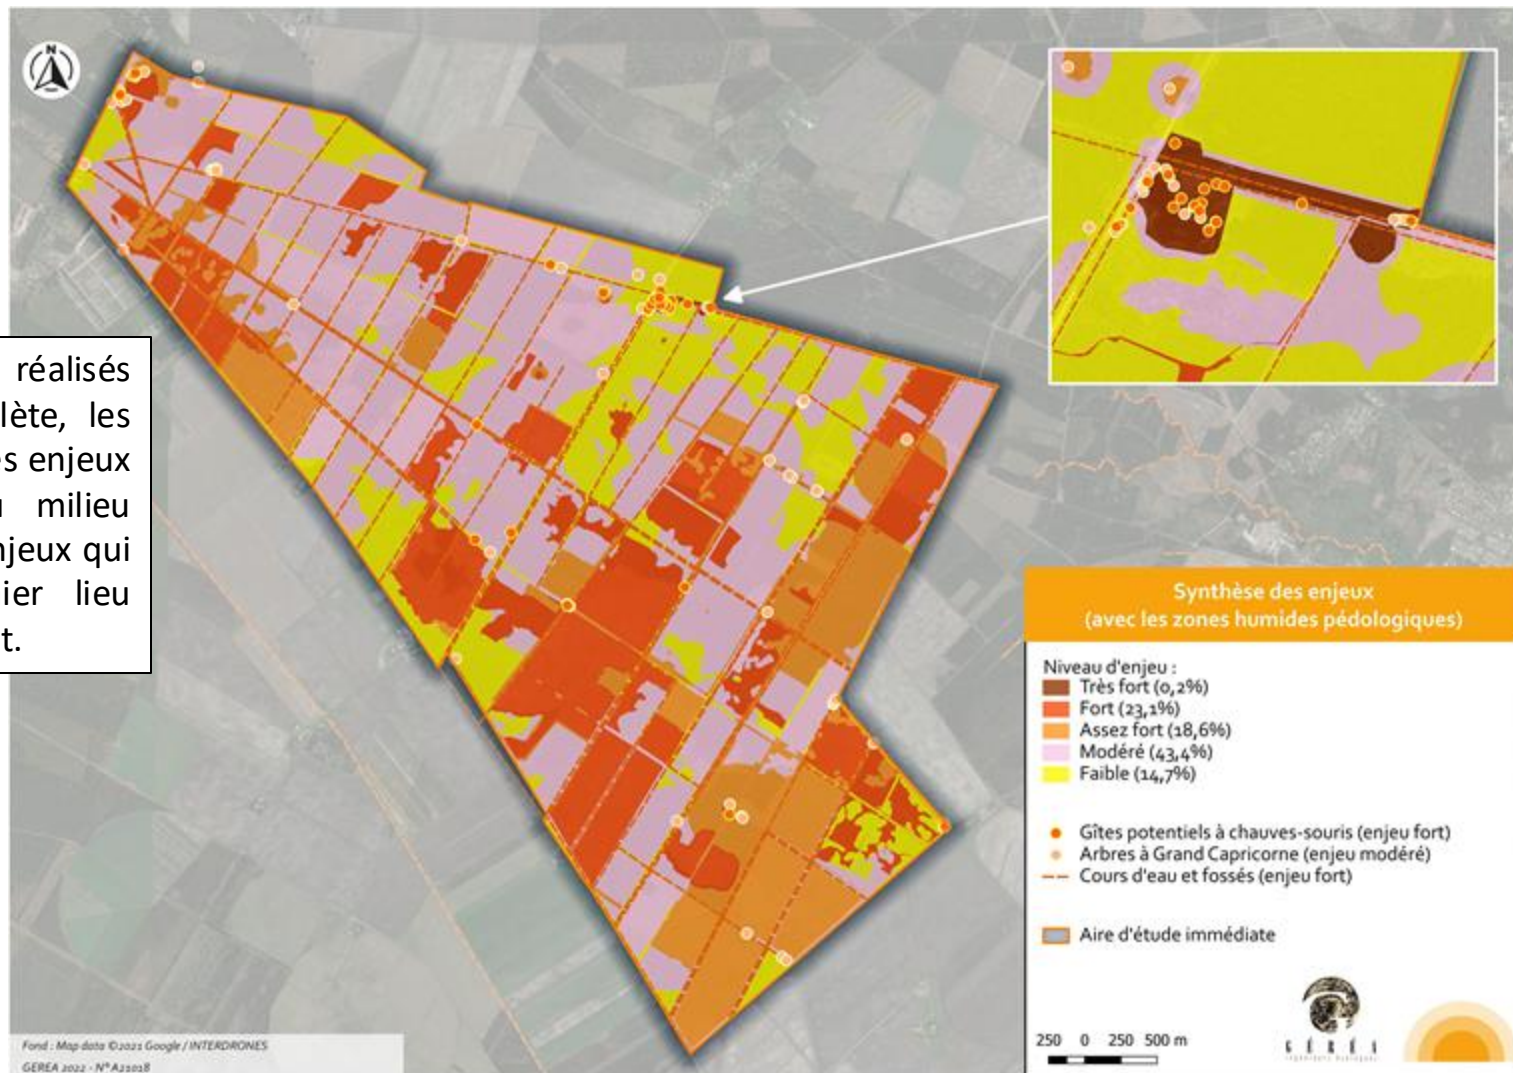 N
réalisés
lète, les
es enjeux
u milieu
njeux qui
ier lieu
t.
Synthèse des enjeux
(avec les zones humides pédologiques)
Niveau d'enjeu :
Très fort (0,2%)
Fort (23,1%)
Assez fort (18,6%)
Modéré (43,4%)
Faible (14,7%)
Gîtes potentiels à chauves-souris (enjeu fort)
Arbres à Grand Capricorne (enjeu modéré)
Cours d'eau et fossés (enjeu fort)
Aire d'étude immédiate
250 0 250 500 m
GÉRÉA
Fond : Map data ©2021 Google / INTERDRONES
GEREA 2022 - N° A21018